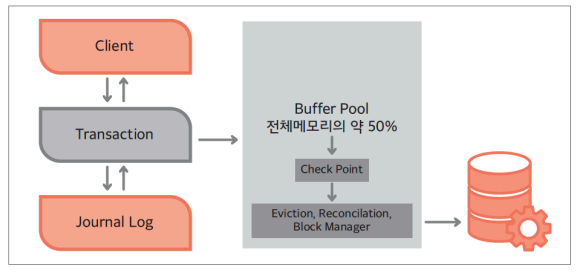 Client
Transaction
Journal Log
Buffer Pool
전체메모리의 약 50%
Check Point
Eviction, Reconcilation,
Block Manager